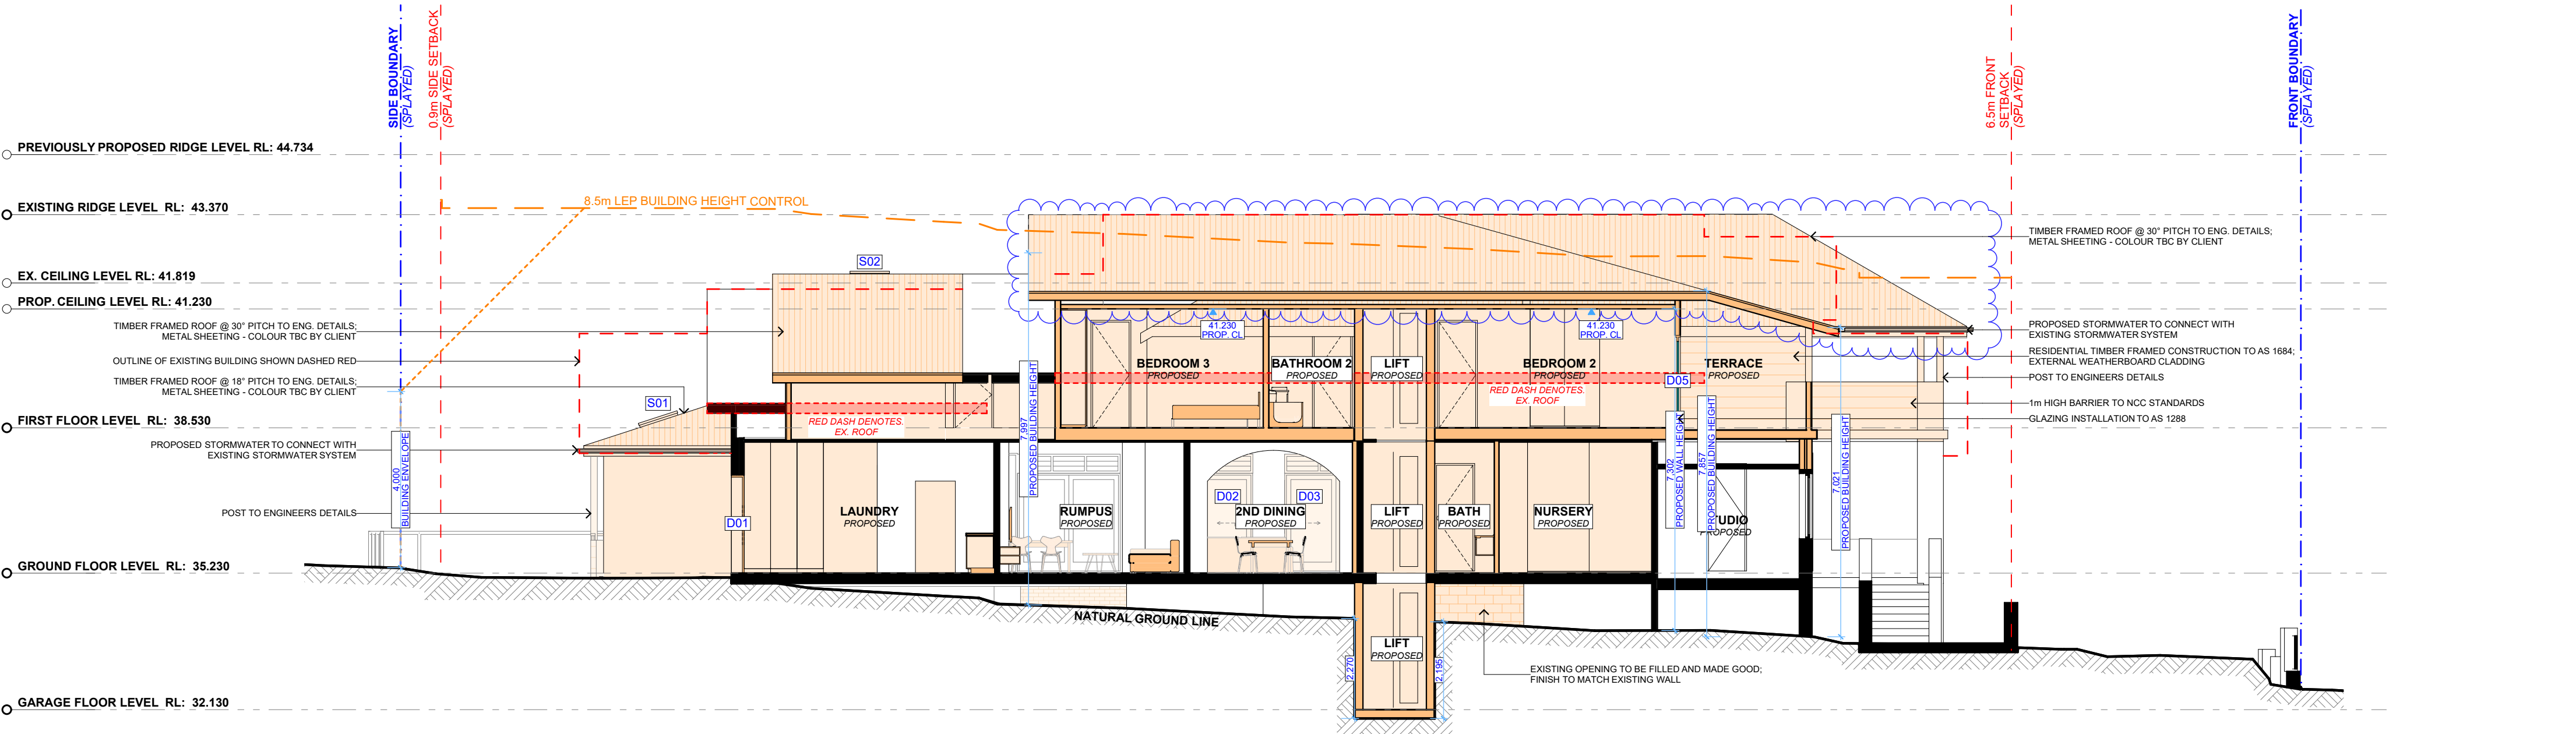 SIDE BOUNDARY
(SPLAYED)
0.9m SIDE SETBACK
(SPLAYED)
6.5m FRONT
SETBACK
(SPLAYED)
FRONT BOUNDARY
(SPLAYED)
PREVIOUSLY PROPOSED RIDGE LEVEL RL: 44.734
EXISTING RIDGE LEVEL RL: 43.370
EX. CEILING LEVEL RL: 41.819
PROP. CEILING LEVEL RL: 41.230
FIRST FLOOR LEVEL RL: 38.530
GROUND FLOOR LEVEL RL: 35.230
GARAGE FLOOR LEVEL RL: 32.130
8.5m LEP BUILDING HEIGHT CONTROL
TIMBER FRAMED ROOF @ 30° PITCH TO ENG. DETAILS;
METAL SHEETING - COLOUR TBC BY CLIENT
OUTLINE OF EXISTING BUILDING SHOWN DASHED RED
TIMBER FRAMED ROOF @ 18° PITCH TO ENG. DETAILS;
METAL SHEETING - COLOUR TBC BY CLIENT
PROPOSED STORMWATER TO CONNECT WITH
EXISTING STORMWATER SYSTEM
POST TO ENGINEERS DETAILS
4,000
BUILDING ENVELOPE
S01
S02
D01
RED DASH DENOTES.
EX. ROOF
LAUNDRY
PROPOSED
RUMPUS
PROPOSED
7,997
PROPOSED BUILDING HEIGHT
D02
D03
2ND DINING
PROPOSED
41.230
PROP. CL
BEDROOM 3
PROPOSED
BATHROOM 2
PROPOSED
LIFT
PROPOSED
BEDROOM 2
PROPOSED
41.230
PROP. CL
RED DASH DENOTES.
EX. ROOF
D05
TERRACE
PROPOSED
LIFT
PROPOSED
BATH
PROPOSED
NURSERY
PROPOSED
7,302
PROPOSED WALL HEIGHT
7,857
PROPOSED BUILDING HEIGHT
UDIO
PROPOSED
7,021
PROPOSED BUILDING HEIGHT
NATURAL GROUND LINE
LIFT
PROPOSED
2,270
2,195
EXISTING OPENING TO BE FILLED AND MADE GOOD;
FINISH TO MATCH EXISTING WALL
TIMBER FRAMED ROOF @ 30° PITCH TO ENG. DETAILS;
METAL SHEETING - COLOUR TBC BY CLIENT
PROPOSED STORMWATER TO CONNECT WITH
EXISTING STORMWATER SYSTEM
RESIDENTIAL TIMBER FRAMED CONSTRUCTION TO AS 1684;
EXTERNAL WEATHERBOARD CLADDING
POST TO ENGINEERS DETAILS
1m HIGH BARRIER TO NCC STANDARDS
GLAZING INSTALLATION TO AS 1288